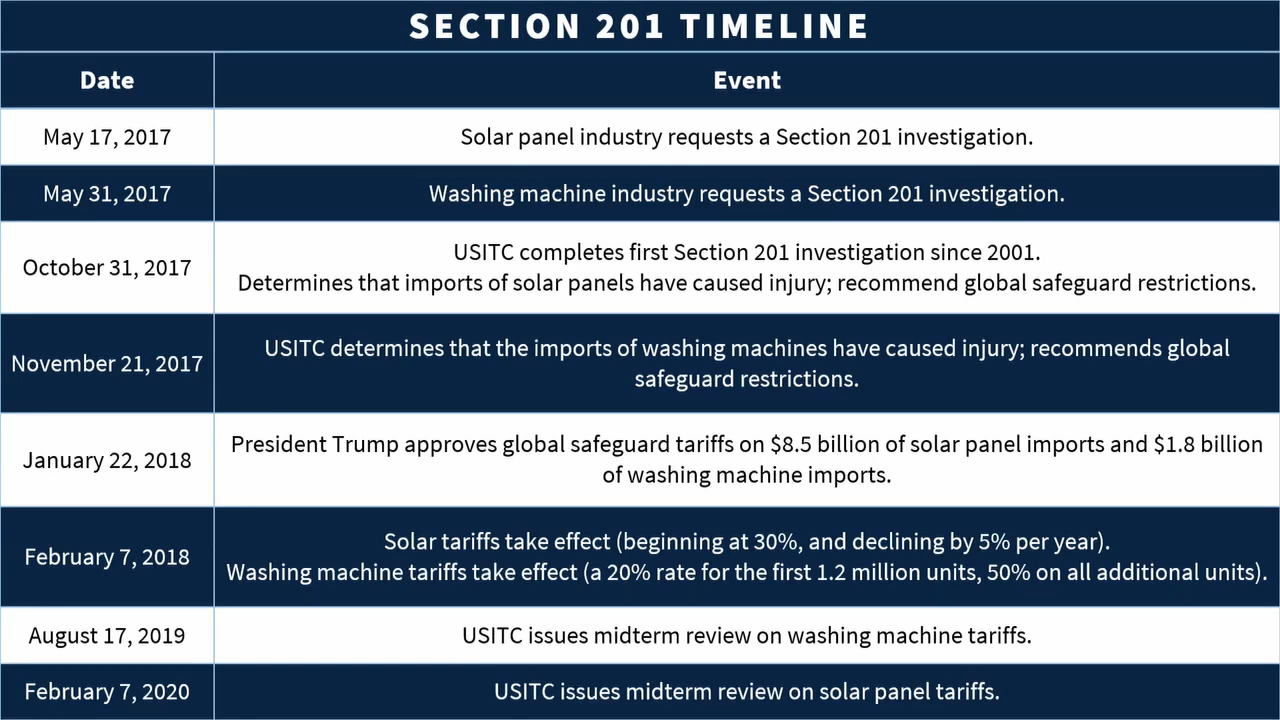 SECTION 201 TIMELINE
Date
Event
May 17, 2017
Solar panel industry requests a Section 201 investigation.
May 31, 2017
Washing machine industry requests a Section 201 investigation.
October 31, 2017
USITC completes first Section 201 investigation since 2001.
Determines that imports of solar panels have caused injury; recommend global safeguard restrictions.
November 21, 2017
USITC determines that the imports of washing machines have caused injury; recommends global
safeguard restrictions.
January 22, 2018
President Trump approves global safeguard tariffs on $8.5 billion of solar panel imports and $1.8 billion
of washing machine imports.
February 7, 2018
Solar tariffs take effect (beginning at 30%, and declining by 5% per year).
Washing machine tariffs take effect (a 20% rate for the first 1.2 million units, 50% on all additional units).
August 17, 2019
USITC issues midterm review on washing machine tariffs.
February 7, 2020
USITC issues midterm review on solar panel tariffs.